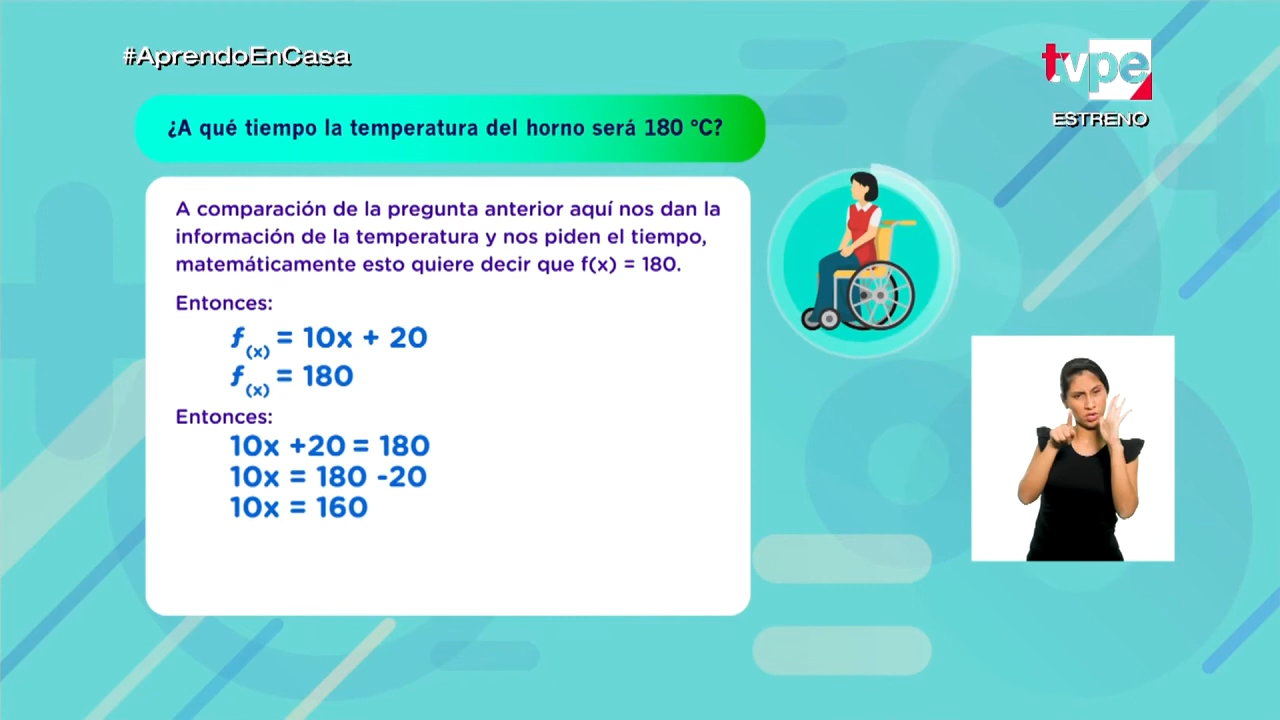 #AprendoEnCasa
tvpe
ESTRENO
¿A qué tiempo la temperatura del horno será 180 °C?
A comparación de la pregunta anterior aquí nos dan la
información de la temperatura y nos piden el tiempo,
matemáticamente esto quiere decir que f(x) = 180.
Entonces:
f(x) = 10x + 20
f(x) = 180
Entonces:
10x +20 = 180
10x = 180 -20
10x = 160